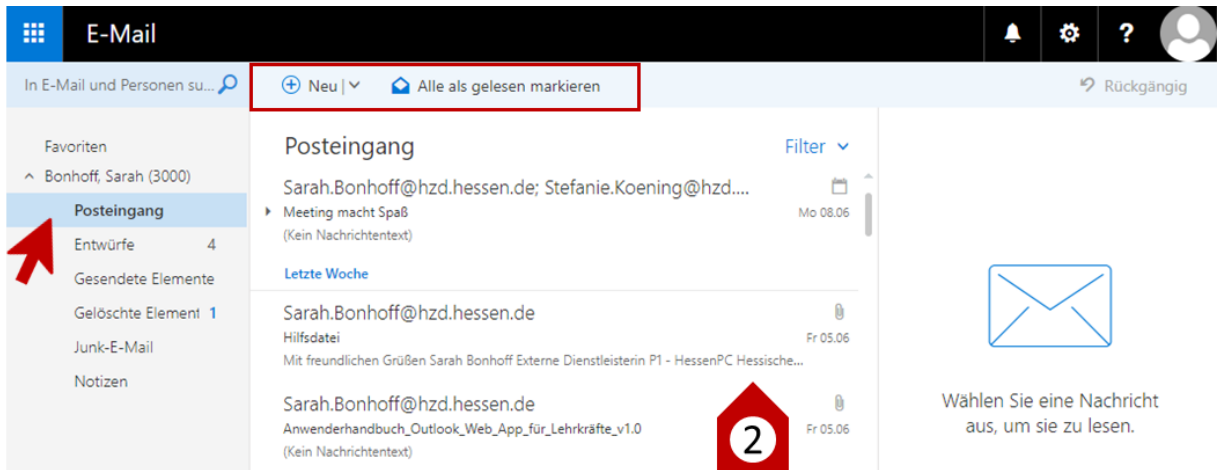 E-Mail
?
In E-Mail und Personen su...
Neu
Alle als gelesen markieren
Rückgängig
Favoriten
Bonhoff, Sarah (3000)
Posteingang
Entwürfe 4
Gesendete Elemente
Gelöschte Element 1
Junk-E-Mail
Notizen
Posteingang
Filter
Sarah.Bonhoff@hzd.hessen.de; Stefanie.Koening@hzd....
Meeting macht Spaß Mo 08.06
(Kein Nachrichtentext)
Letzte Woche
Sarah.Bonhoff@hzd.hessen.de
Hilfsdatei Fr 05.06
Mit freundlichen Grüßen Sarah Bonhoff Externe Dienstleisterin P1 - HessenPC Hessische...
Sarah.Bonhoff@hzd.hessen.de
Anwenderhandbuch_Outlook_Web_App_für_Lehrkräfte_v1.0 Fr 05.06
(Kein Nachrichtentext)
2
Wählen Sie eine Nachricht
aus, um sie zu lesen.